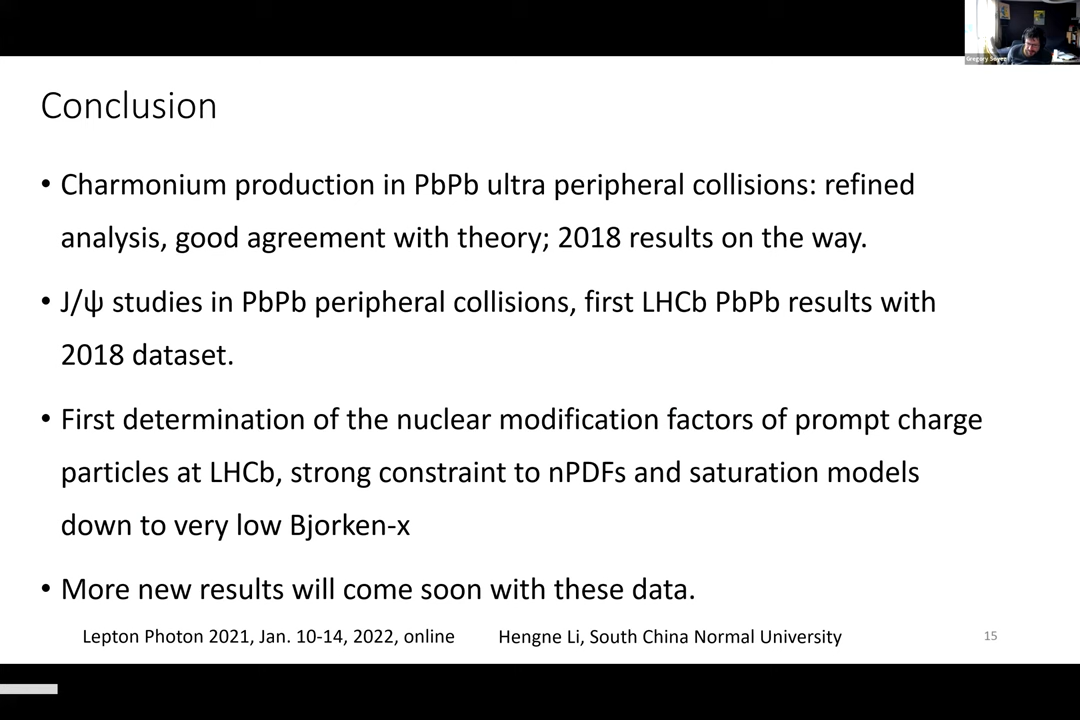 Gregory Soyez
Conclusion
• Charmonium production in PbPb ultra peripheral collisions: refined
analysis, good agreement with theory; 2018 results on the way.
• J/ψ studies in PbPb peripheral collisions, first LHCb PbPb results with
2018 dataset.
• First determination of the nuclear modification factors of prompt charge
particles at LHCb, strong constraint to nPDFs and saturation models
down to very low Bjorken-x
• More new results will come soon with these data.
Lepton Photon 2021, Jan. 10-14, 2022, online
Hengne Li, South China Normal University
15